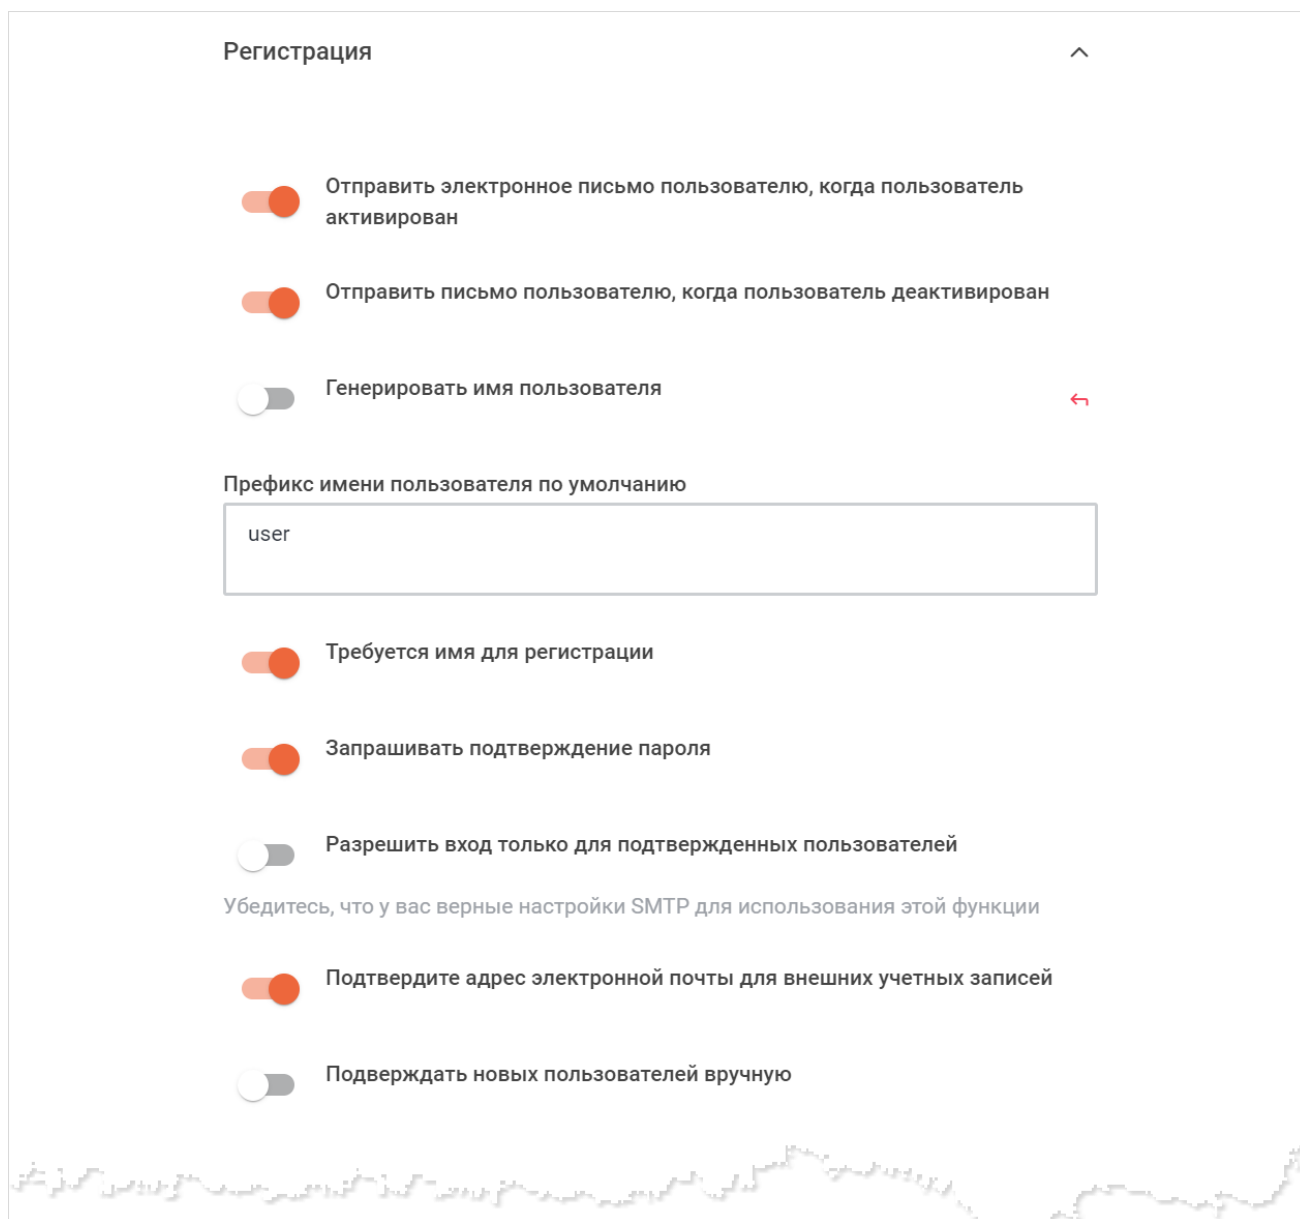 Регистрация
Отправить электронное письмо пользователю, когда пользователь
активирован
Отправить письмо пользователю, когда пользователь деактивирован
Генерировать имя пользователя
Префикс имени пользователя по умолчанию
user
Требуется имя для регистрации
Запрашивать подтверждение пароля
Разрешить вход только для подтвержденных пользователей
Убедитесь, что у вас верные настройки SMTP для использования этой функции
Подтвердите адрес электронной почты для внешних учетных записей
Подверждать новых пользователей вручную